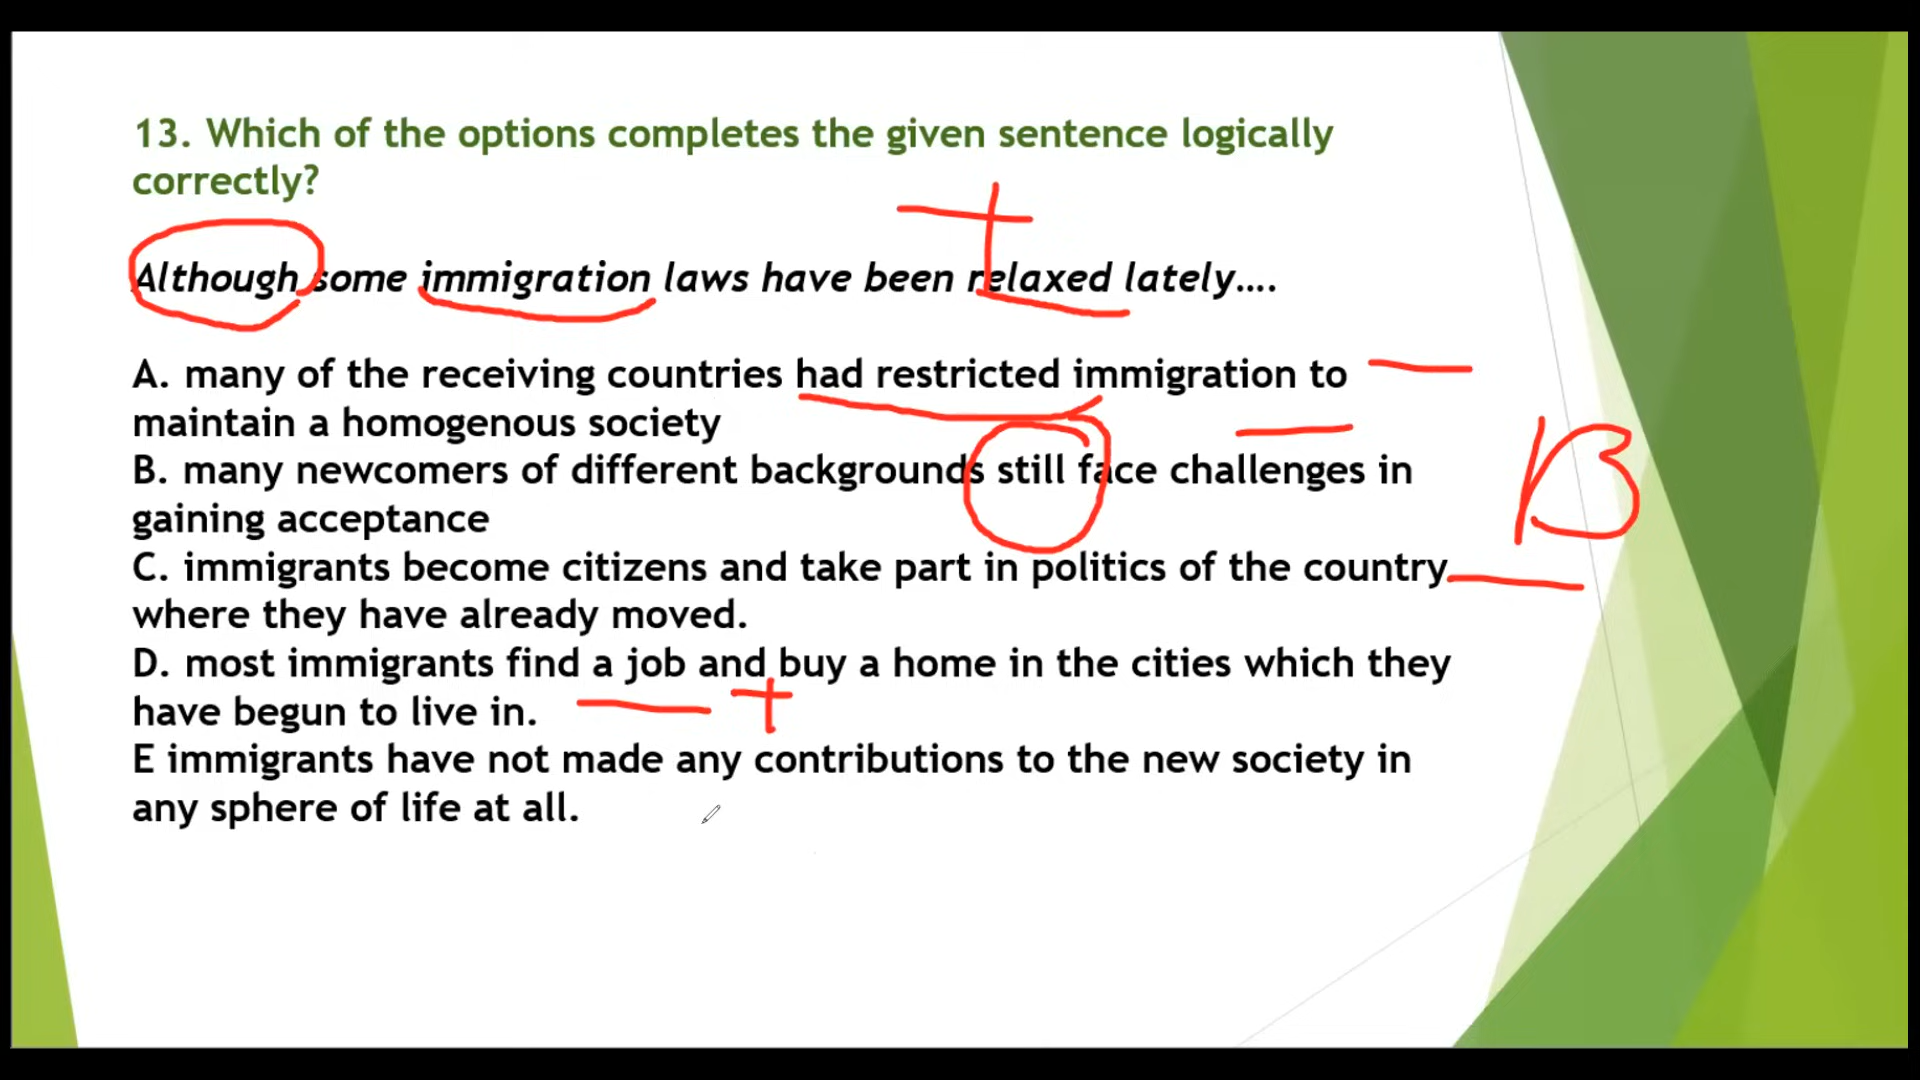 13. Which of the options completes the given sentence logically
correctly?
Although some immigration laws have been relaxed lately....
A. many of the receiving countries had restricted immigration to
maintain a homogenous society
B. many newcomers of different backgrounds still face challenges in
gaining acceptance
C. immigrants become citizens and take part in politics of the country
where they have already moved.
D. most immigrants find a job and buy a home in the cities which they
have begun to live in.
E immigrants have not made any contributions to the new society in
any sphere of life at all.
B